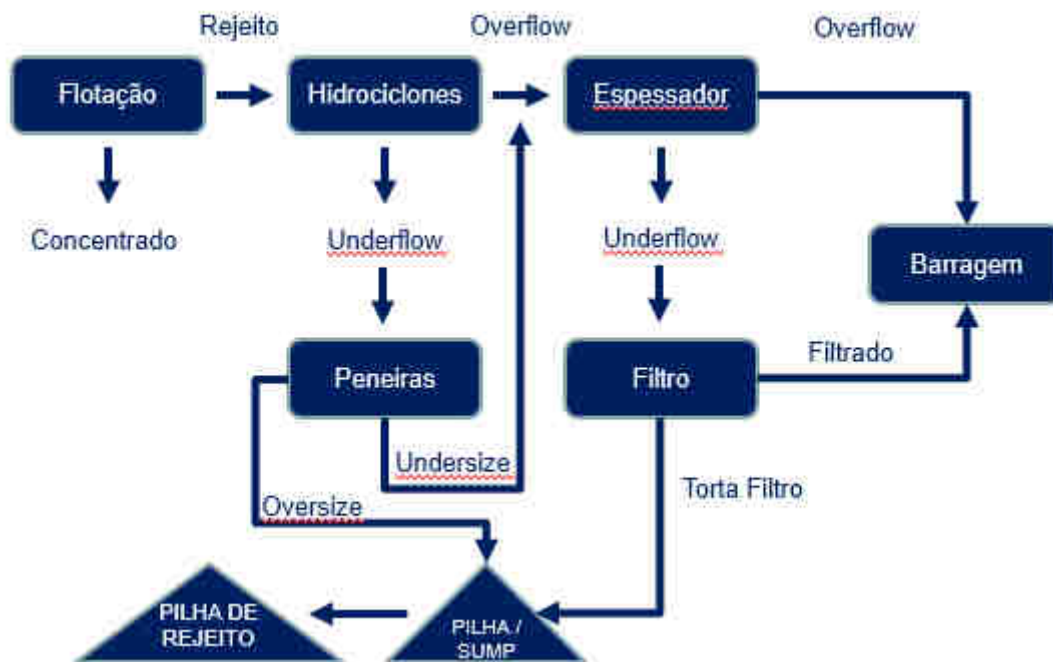 Rejeito
Overflow
Overflow
Flotação
Hidrociclones
Espessador
Concentrado
Underflow
Underflow
Barragem
Peneiras
Filtro
Filtrado
Undersize
Torta Filtro
Oversize
PILHA DE
REJEITO
PILHA /
SUMP